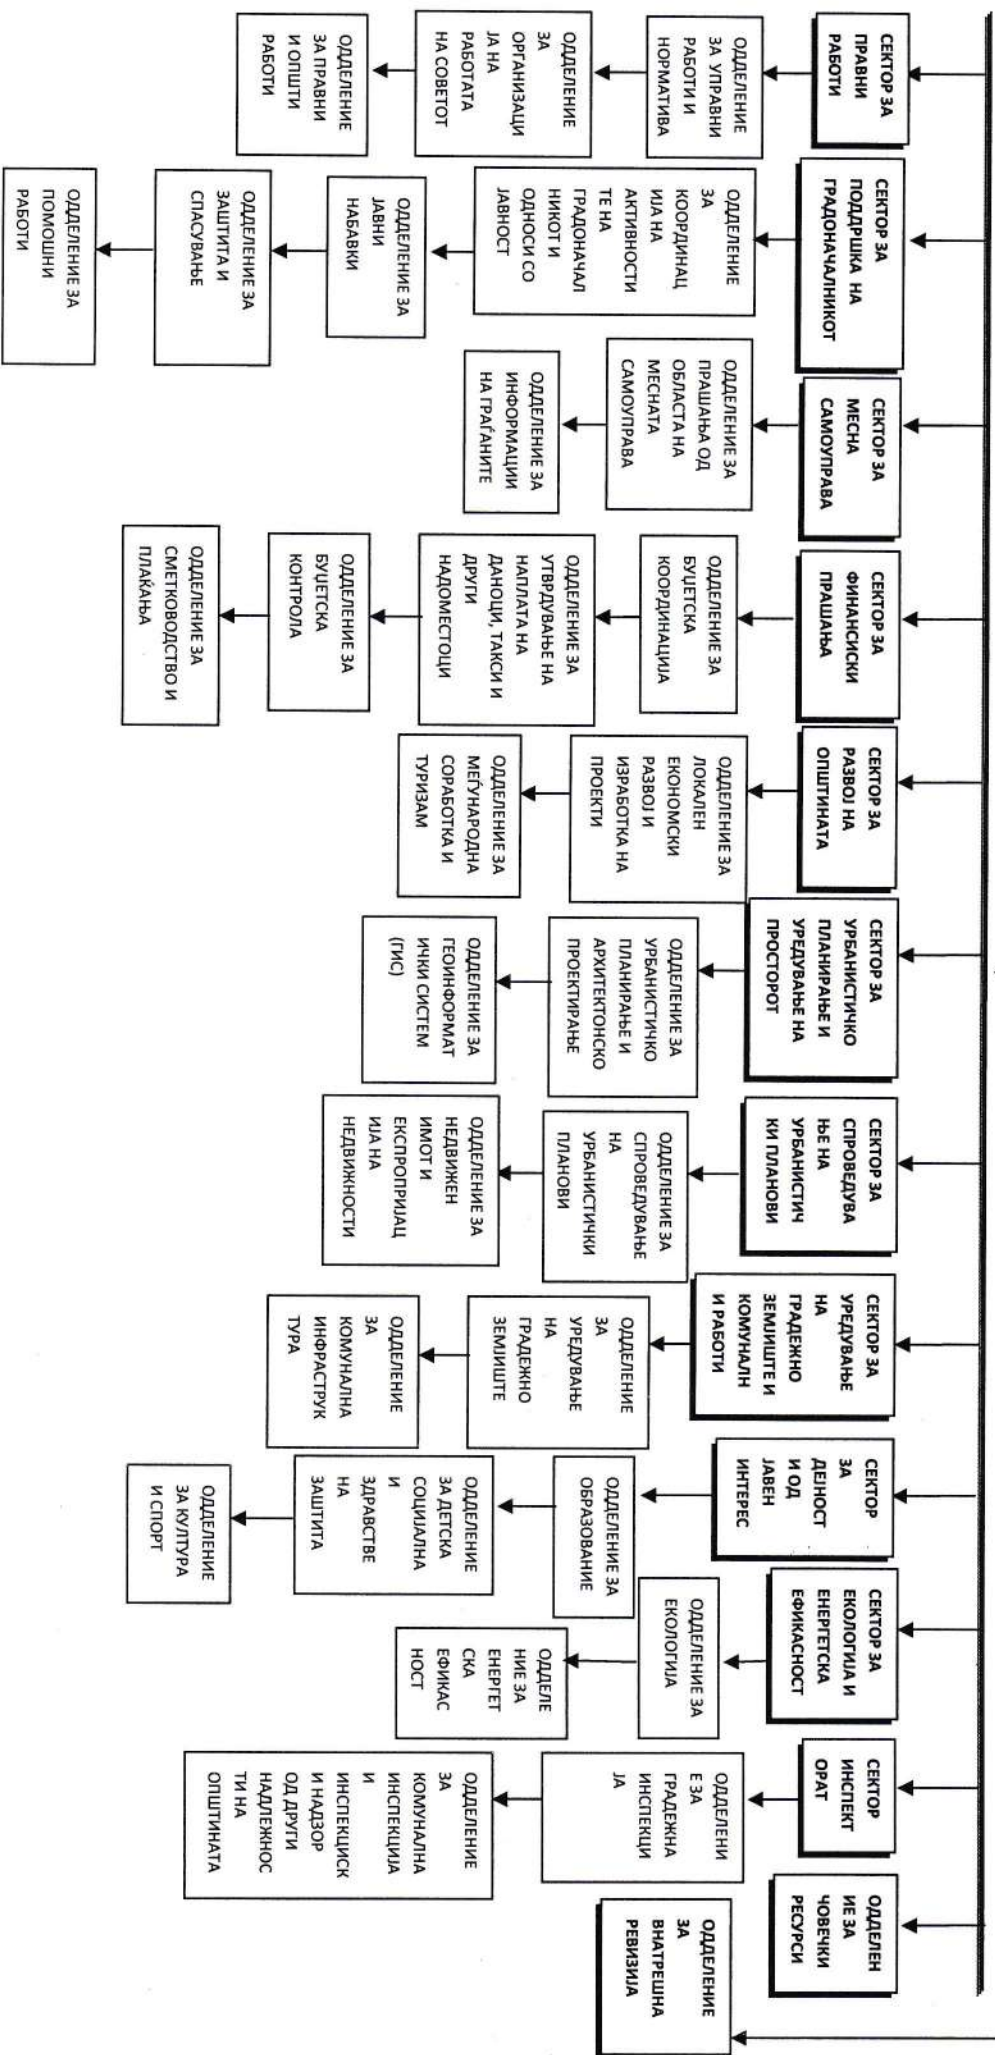 СЕКТОР ЗА
ПРАВНИ
РАБОТИ
ОДДЕЛЕНИЕ
ЗА УПРАВНИ
РАБОТИ И
НОРМАТИВА
ОДДЕЛЕНИЕ
ЗА
ОРГАНИЗАЦИ
ЈА НА
РАБОТАТА
НА СОВЕТОТ
ОДДЕЛЕНИЕ
ЗА ПРАВНИ
И ОПШТИ
РАБОТИ
СЕКТОР ЗА
ПОДДРШКА НА
ГРАДОНАЧАЛНИКОТ
ОДДЕЛЕНИЕ
ЗА
КООРДИНАЦ
ИЈА НА
АКТИВНОСТИ
ТЕ НА
ГРАДОНАЧАЛ
НИКОТ И
ОДНОСИ СО
ЈАВНОСТ
ОДДЕЛЕНИЕ ЗА
ЈАВНИ
НАБАВКИ
ОДДЕЛЕНИЕ ЗА
ЗАШТИТА И
СПАСУВАЊЕ
ОДДЕЛЕНИЕ ЗА
ПОМОШНИ
РАБОТИ
СЕКТОР ЗА
МЕСНА
САМОУПРАВА
ОДДЕЛЕНИЕ ЗА
ПРАШАЊА ОД
ОБЛАСТА НА
МЕСНАТА
САМОУПРАВА
ОДДЕЛЕНИЕ ЗА
ИНФОРМАЦИИ
НА ГРАЃАНИТЕ
СЕКТОР ЗА
ФИНАНСИСКИ
ПРАШАЊА
ОДДЕЛЕНИЕ ЗА
БУЏЕТСКА
КООРДИНАЦИЈА
ОДДЕЛЕНИЕ ЗА
УТВРДУВАЊЕ НА
НАПЛАТА НА
ДАНОЦИ, ТАКСИ И
ДРУГИ
НАДОМЕСТОЦИ
ОДДЕЛЕНИЕ ЗА
БУЏЕТСКА
КОНТРОЛА
ОДДЕЛЕНИЕ ЗА
СМЕТКОВОДСТВО И
ПЛАЌАЊА
СЕКТОР ЗА
РАЗВОЈ НА
ОПШТИНАТА
ОДДЕЛЕНИЕ ЗА
ЛОКАЛЕН
ЕКОНОМСКИ
РАЗВОЈ И
ИЗРАБОТКА НА
ПРОЕКТИ
ОДДЕЛЕНИЕ ЗА
МЕЃУНАРОДНА
СОРАБОТКА И
ТУРИЗАМ
СЕКТОР ЗА
УРБАНИСТИЧКО
ПЛАНИРАЊЕ И
УРЕДУВАЊЕ НА
ПРОСТОРОТ
ОДДЕЛЕНИЕ ЗА
УРБАНИСТИЧКО
ПЛАНИРАЊЕ И
АРХИТЕКТОНСКО
ПРОЕКТИРАЊЕ
ОДДЕЛЕНИЕ ЗА
ГЕОИНФОРМАТ
ИЧКИ СИСТЕМ
(ГИС)
СЕКТОР ЗА
СПРОВЕДУВА
ЊЕ НА
УРБАНИСТИЧ
КИ ПЛАНОВИ
ОДДЕЛЕНИЕ ЗА
СПРОВЕДУВАЊЕ
НА
УРБАНИСТИЧКИ
ПЛАНОВИ
ОДДЕЛЕНИЕ ЗА
НЕДВИЖЕН
ИМОТ И
ЕКСПРОПРИЈАЦ
ИЈА НА
НЕДВИЖНОСТИ
СЕКТОР ЗА
УРЕДУВАЊЕ
НА
ГРАДЕЖНО
ЗЕМЈИШТЕ И
КОМУНАЛН
И РАБОТИ
ОДДЕЛЕНИЕ
ЗА
УРЕДУВАЊЕ
НА
ГРАДЕЖНО
ЗЕМЈИШТЕ
ОДДЕЛЕНИЕ
ЗА
КОМУНАЛНА
ИНФРАСТРУК
ТУРА
СЕКТОР
ЗА
ДЕЈНОСТ
И ОД
ЈАВЕН
ИНТЕРЕС
ОДДЕЛЕНИЕ ЗА
ОБРАЗОВАНИЕ
ОДДЕЛЕНИЕ
ЗА ДЕТСКА
СОЦИЈАЛНА
И
ЗДРАВСТВЕ
НА
ЗАШТИТА
ОДДЕЛЕНИЕ
ЗА КУЛТУРА
И СПОРТ
СЕКТОР ЗА
ЕКОЛОГИЈА И
ЕНЕРГЕТСКА
ЕФИКАСНОСТ
ОДДЕЛЕНИЕ ЗА
ЕКОЛОГИЈА
ОДДЕЛЕ
НИЕ ЗА
ЕНЕРГЕТ
СКА
ЕФИКАС
НОСТ
СЕКТОР
ИНСПЕКТ
ОРАТ
ОДДЕЛЕНИ
Е ЗА
ГРАДЕЖНА
ИНСПЕКЦИ
ЈА
ОДДЕЛЕНИЕ
ЗА
КОМУНАЛНА
ИНСПЕКЦИЈА
И
ИНСПЕКЦИСК
И НАДЗОР
ОД ДРУГИ
НАДЛЕЖНОС
ТИ НА
ОПШТИНАТА
ОДДЕЛЕН
ИЕ ЗА
ЧОВЕЧКИ
РЕСУРСИ
ОДДЕЛЕНИЕ
ЗА
ВНАТРЕШНА
РЕВИЗИЈА